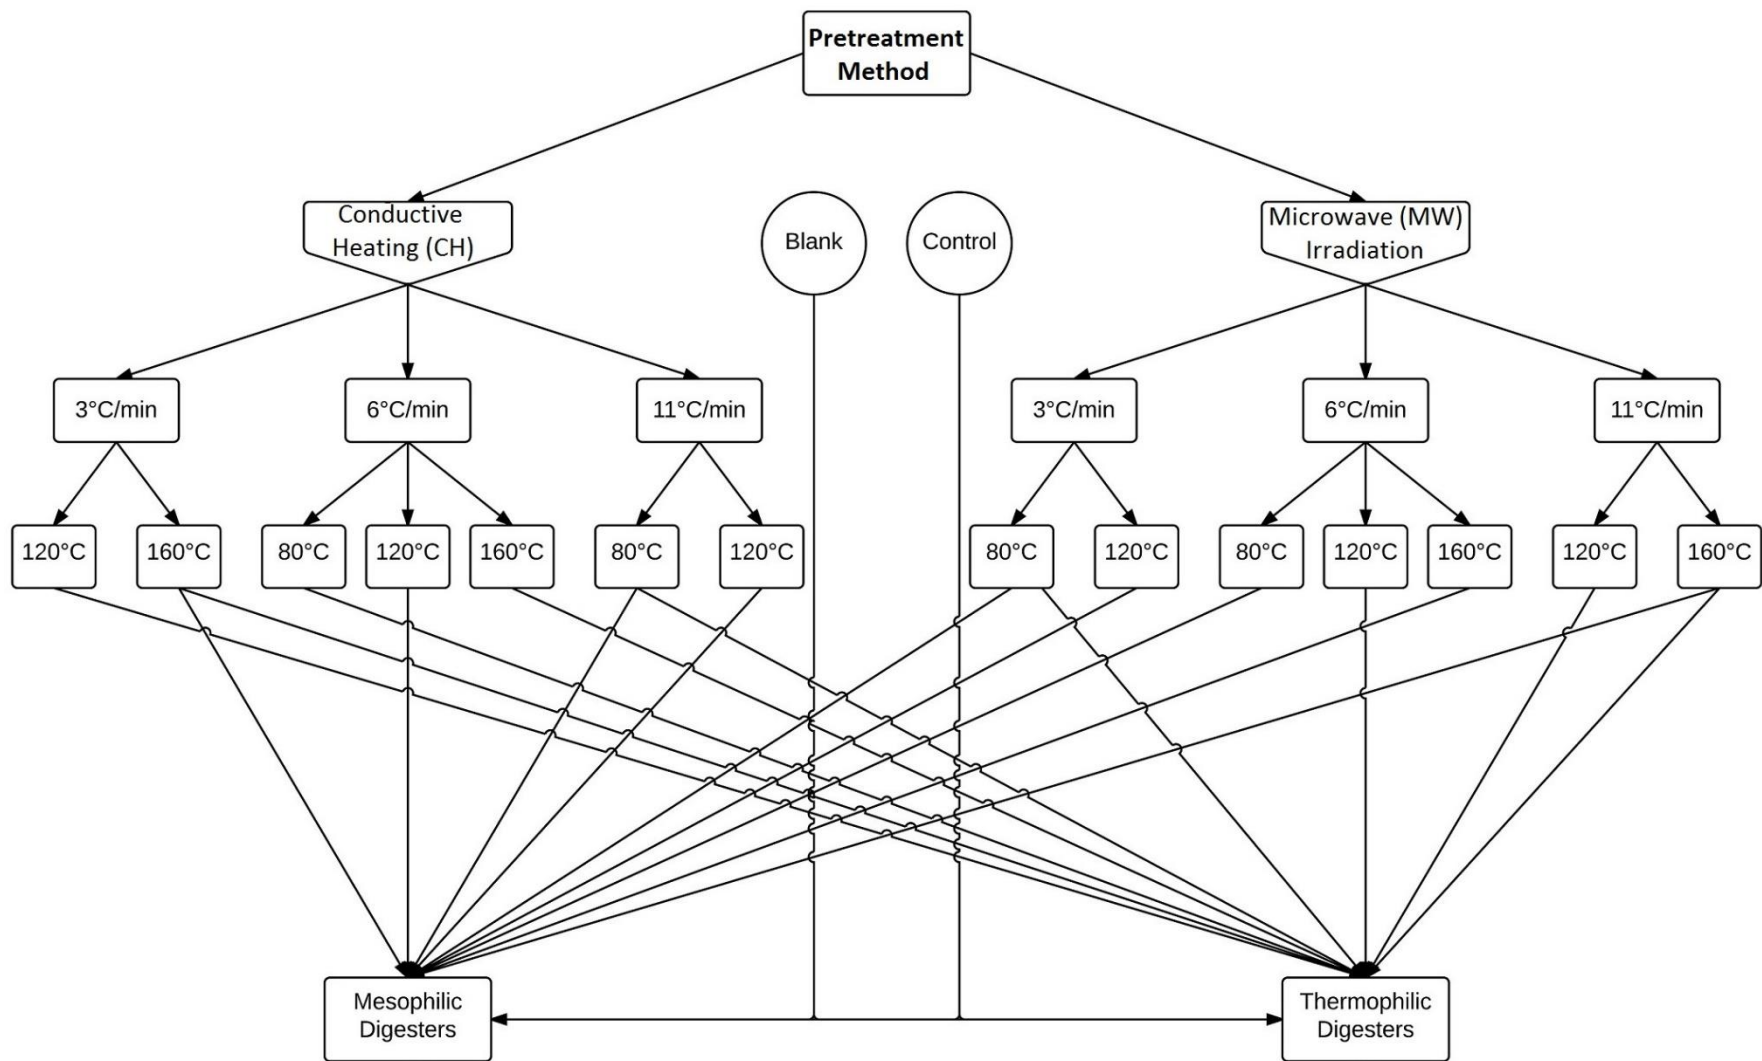 Pretreatment
Method
Conductive
Heating (CH)
Blank
Control
Microwave (MW)
Irradiation
3°C/min
6°C/min
11°C/min
3°C/min
6°C/min
11°C/min
120°C
160°C
80°C
120°C
160°C
80°C
120°C
80°C
120°C
80°C
120°C
160°C
120°C
160°C
Mesophilic
Digesters
Thermophilic
Digesters